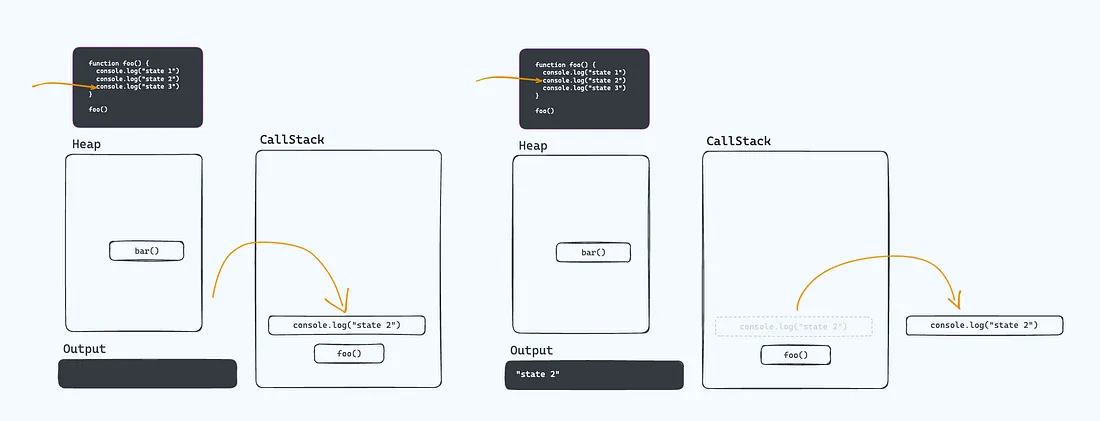 function foo() {
console.log("state 1")
console.log("state 2")
console.log("state 3")
}
foo()
Heap
bar()
CallStack
console.log("state 2")
foo()
Output
function foo() {
console.log("state 1")
console.log("state 2")
console.log("state 3")
}
foo()
Heap
bar()
CallStack
console.log("state 2")
foo()
console.log("state 2")
Output
"state 2"